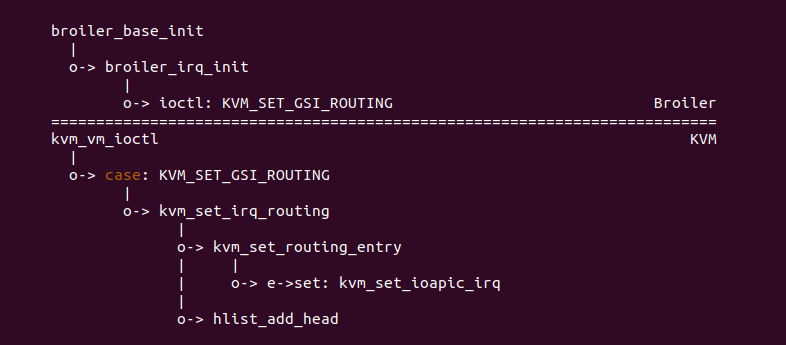 broiler_base_init
  |
  o-> broiler_irq_init
        |
        o-> ioctl: KVM_SET_GSI_ROUTING                             Broiler
==========================================================================
kvm_vm_ioctl                                                           KVM
  |
  o-> case: KVM_SET_GSI_ROUTING
        |
        o-> kvm_set_irq_routing
              |
              o-> kvm_set_routing_entry
              |     |
              |     o-> e->set: kvm_set_ioapic_irq
              |
              o-> hlist_add_head